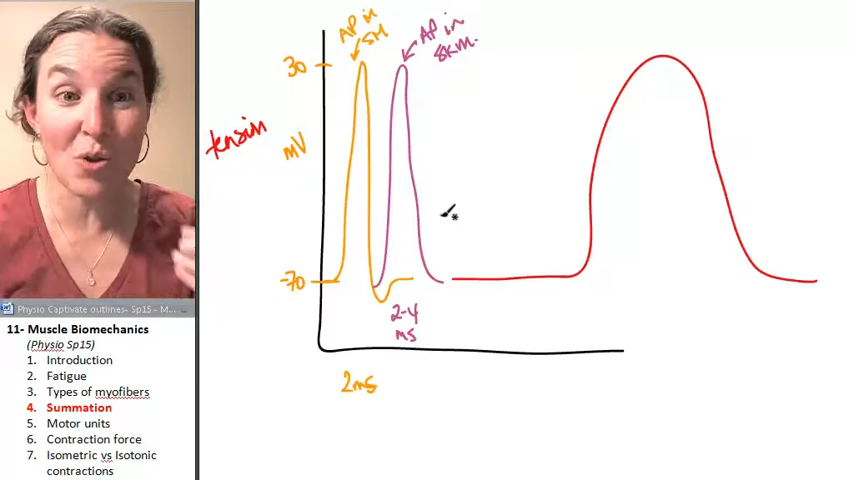 AP in
SM
AP in
SKM.
30
tension
mV
-70
2-4
ms
2ms
Physio Captivate outlines- Sp15 - M...
11- Muscle Biomechanics
(Physio Sp15)
1. Introduction
2. Fatigue
3. Types of myofibers
4. Summation
5. Motor units
6. Contraction force
7. Isometric vs Isotonic
contractions